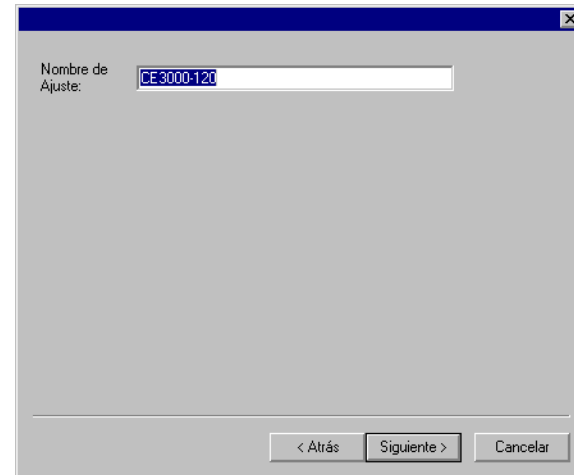 Nombre de
Ajuste:
CE3000-120
< Atrás
Siguiente >
Cancelar